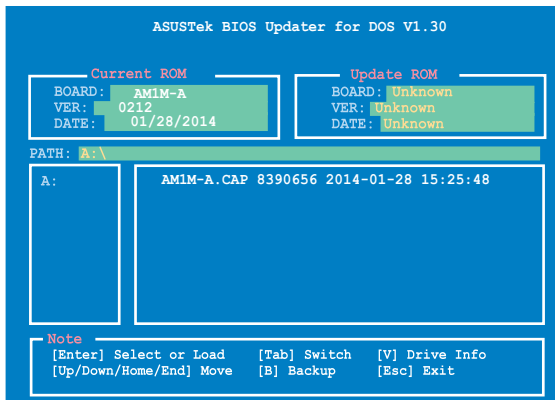 ASUSTek BIOS Updater for DOS V1.30
Current ROM
BOARD: AM1M-A
VER: 0212
DATE: 01/28/2014
Update ROM
BOARD: Unknown
VER: Unknown
DATE: Unknown
PATH: A:\
A:
AM1M-A.CAP 8390656 2014-01-28 15:25:48
Note
[Enter] Select or Load [Tab] Switch [V] Drive Info
[Up/Down/Home/End] Move [B] Backup [Esc] Exit